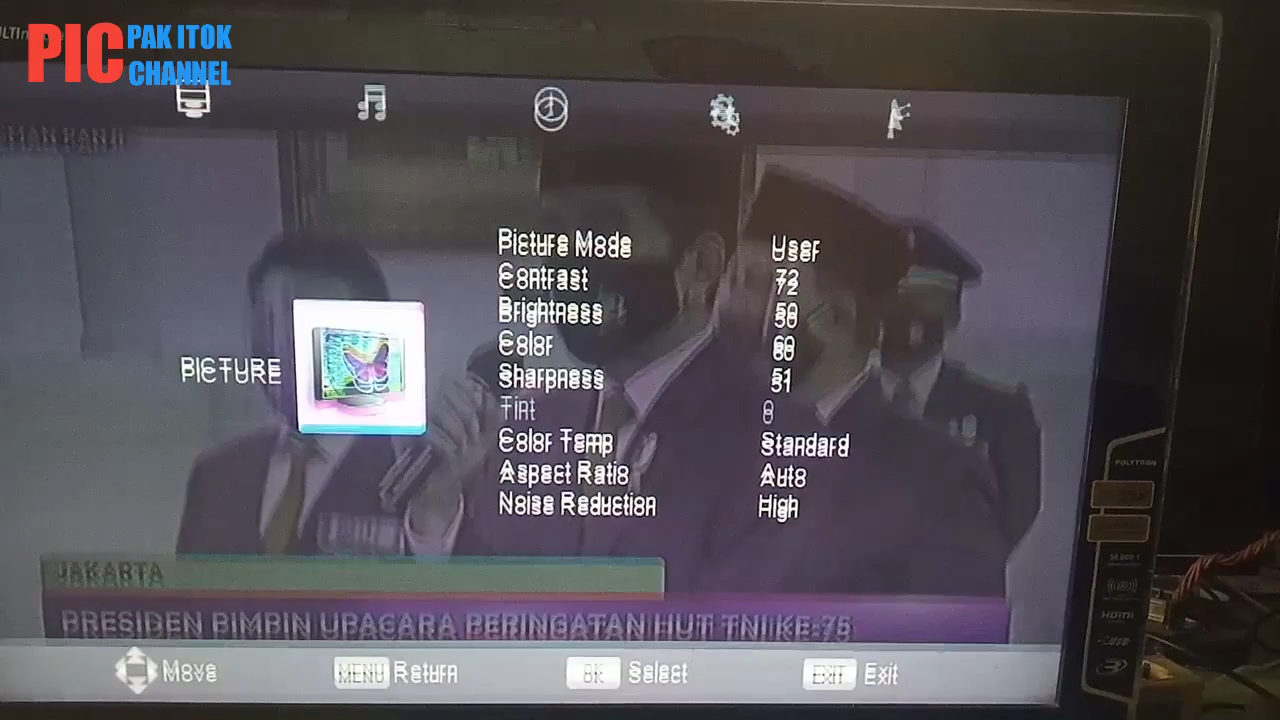 PIC PAK ITOK
CHANNEL
Picture Mode User
Contrast 72
Brightness 50
Color 60
Sharpness 51
Tint 0
Color Temp Standard
Aspect Ratio Auto
Noise Reduction High
PICTURE
POLYTRON
JAKARTA
PRESIDEN PIMPIN UPACARA PERINGATAN HUT TNI KE-75
HDMI
USB
Move MENU Return OK Select EXIT Exit